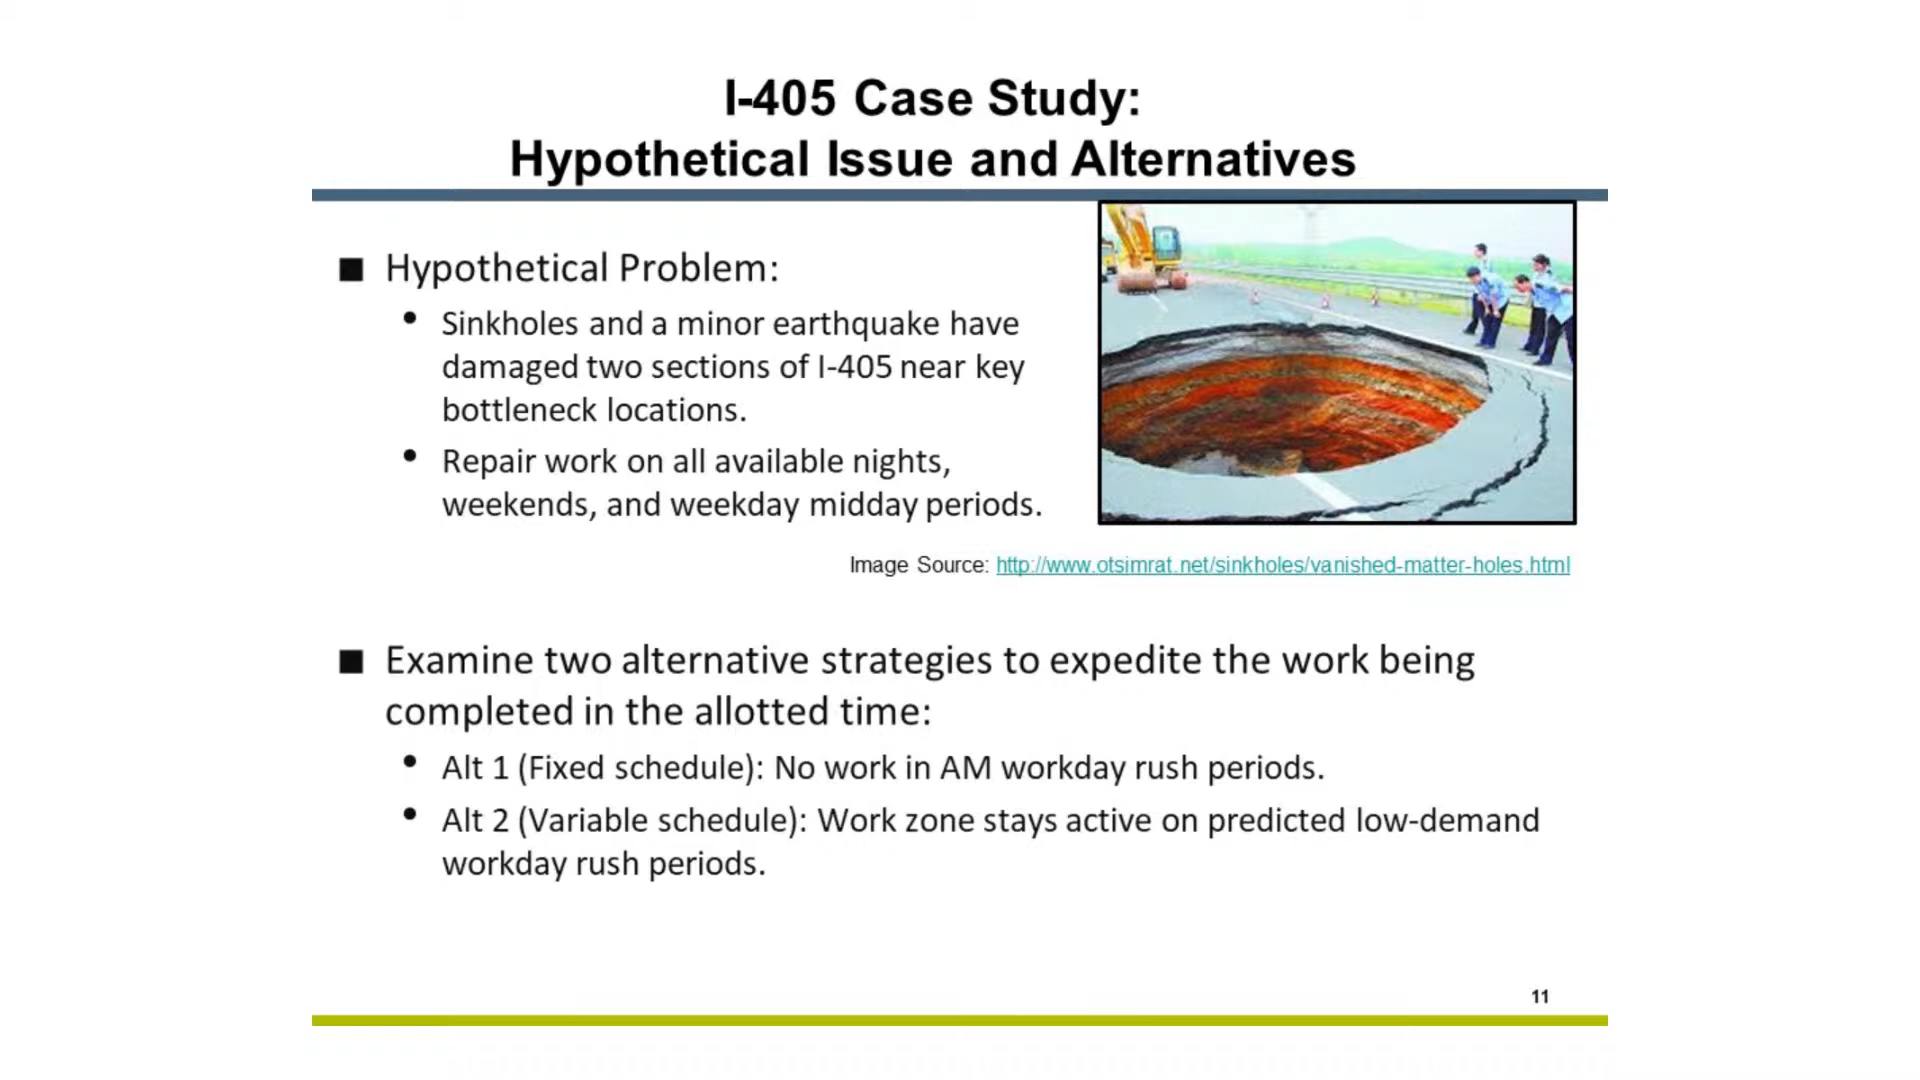 I-405 Case Study:
Hypothetical Issue and Alternatives
■ Hypothetical Problem:
• Sinkholes and a minor earthquake have
damaged two sections of I-405 near key
bottleneck locations.
• Repair work on all available nights,
weekends, and weekday midday periods.
Image Source: http://www.otsimrat.net/sinkholes/vanished-matter-holes.html
■ Examine two alternative strategies to expedite the work being
completed in the allotted time:
• Alt 1 (Fixed schedule): No work in AM workday rush periods.
• Alt 2 (Variable schedule): Work zone stays active on predicted low-demand
workday rush periods.
11